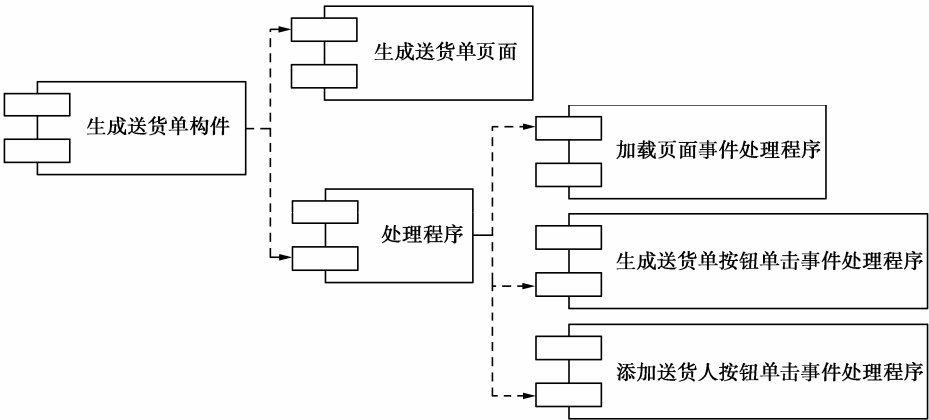 生成送货单页面
生成送货单构件
加载页面事件处理程序
处理程序
生成送货单按钮单击事件处理程序
添加送货人按钮单击事件处理程序